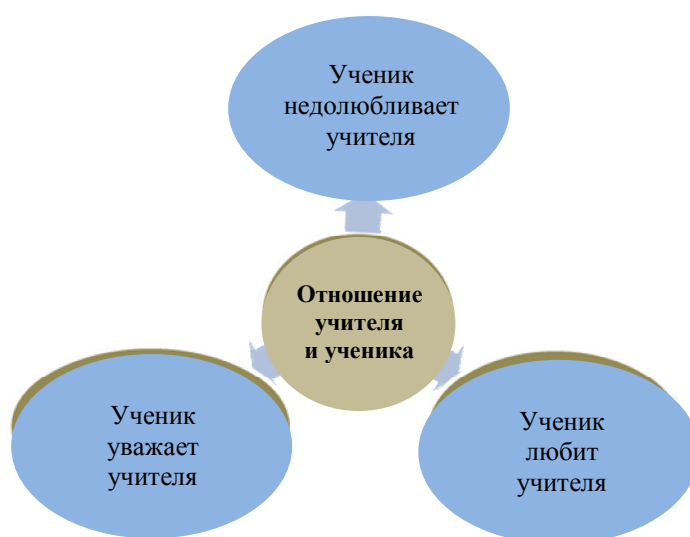 Ученик
недолюбливает
учителя
Отношение
учителя
и ученика
Ученик
уважает
учителя
Ученик
любит
учителя